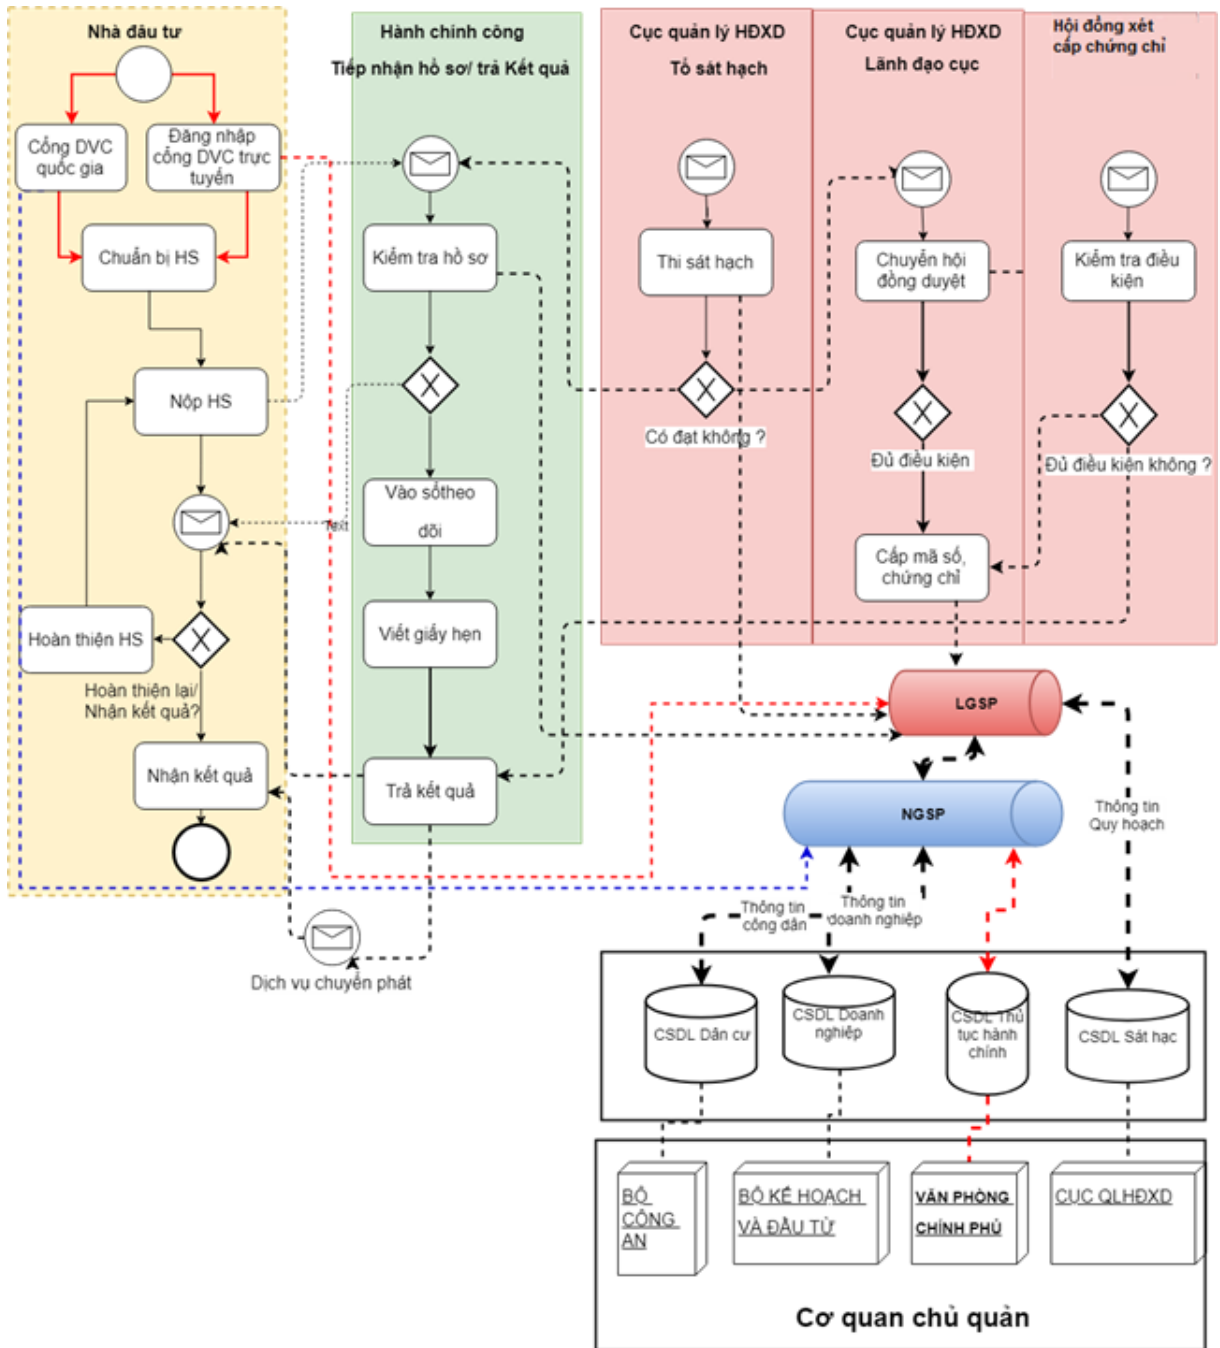 Nhà đầu tư
Hành chính công
Tiếp nhận hồ sơ/ trả Kết quả
Cục quản lý HĐXD
Tổ sát hạch
Cục quản lý HĐXD
Lãnh đạo cục
Hội đồng xét
cấp chứng chỉ
Cổng DVC
quốc gia
Đăng nhập
cổng DVC trực
tuyến
Chuẩn bị HS
Kiểm tra hồ sơ
Thi sát hạch
Chuyển hội
đồng duyệt
Kiểm tra điều
kiện
Nộp HS
Có đạt không ?
Đủ điều kiện
Đủ điều kiện không ?
Vào sổtheo
dõi
Text
Cấp mã số,
chứng chỉ
Hoàn thiện HS
Viết giấy hẹn
Hoàn thiện lại/
Nhận kết quả?
LGSP
Nhận kết quả
Trả kết quả
NGSP
Thông tin
Quy hoạch
Thông tin
công dân
Thông tin
doanh nghiệp
Dịch vụ chuyển phát
CSDL Dân cư
CSDL Doanh
nghiệp
CSDL Thủ
tục hành
chính
CSDL Sát hạc
BỘ
CÔNG
AN
BỘ KẾ HOẠCH
VÀ ĐẦU TƯ
VĂN PHÒNG
CHÍNH PHỦ
CỤC QLHĐXD
Cơ quan chủ quản